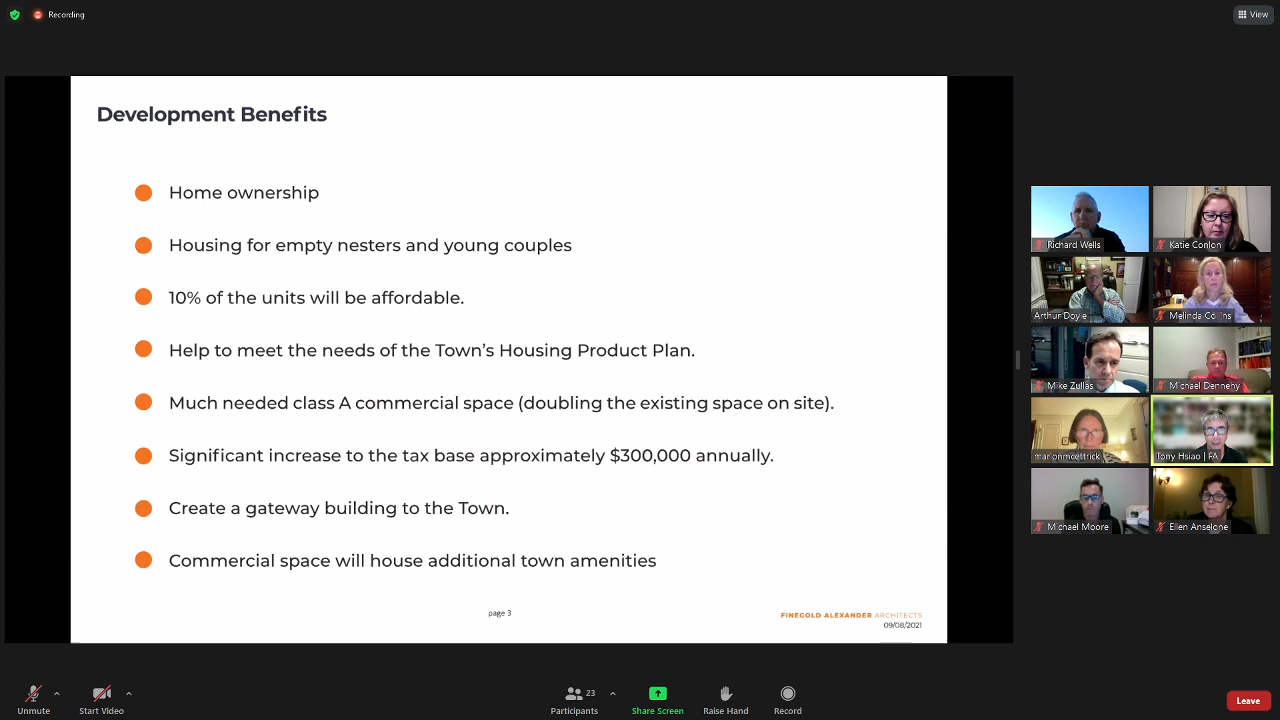 Recording
View
Development Benefits
Home ownership
Housing for empty nesters and young couples
10% of the units will be affordable.
Help to meet the needs of the Town's Housing Product Plan.
Much needed class A commercial space (doubling the existing space on site).
Significant increase to the tax base approximately $300,000 annually.
Create a gateway building to the Town.
Commercial space will house additional town amenities
page 3
FINEGOLD ALEXANDER ARCHITECTS
09/08/2021
Richard Wells
Katie Conlon
Arthur Doyle
Melinda Collins
Mike Zullas
Michael Dennehy
marionmcettrick
Tony Hsiao | FA
Michael Moore
Ellen Anselone
Unmute
Start Video
23
Participants
Share Screen
Raise Hand
Record
Leave